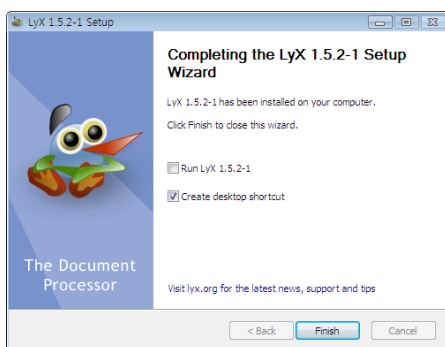 LyX 1.5.2-1 Setup
Completing the LyX 1.5.2-1 Setup
Wizard
LyX 1.5.2-1 has been installed on your computer.
Click Finish to close this wizard.
Run LyX 1.5.2-1
Create desktop shortcut
The Document
Processor
Visit lyx.org for the latest news, support and tips
< Back
Finish
Cancel